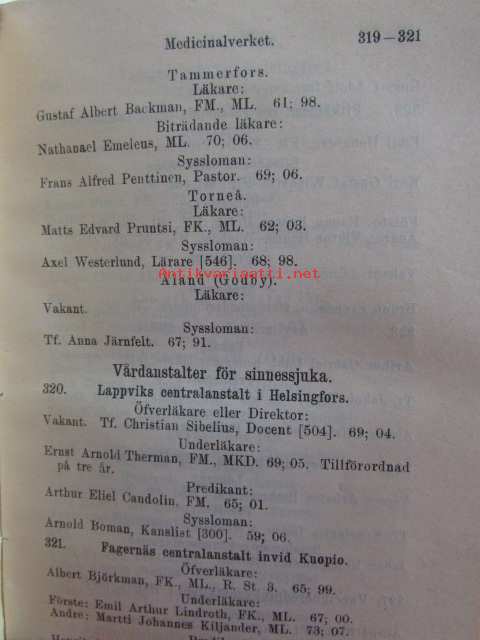 Medicinalverket. 319—321
Tammerfors.
Läkare:
Gustaf Albert Backman, FM., ML. 61; 98.
Biträdande läkare:
Nathanael Emeleus, ML. 70; 06.
Syssloman:
Frans Alfred Penttinen, Pastor. 69; 06.
Torneå.
Läkare:
Matts Edvard Pruntsi, FK., ML. 62; 03.
Syssloman:
Axel Westerlund, Lärare [546]. 68; 98.
Antikvariaatti.net
Åland (Godby).
Läkare:
Vakant.
Syssloman:
Tf. Anna Järnfelt. 67; 91.
Vårdanstalter för sinnessjuka.
320. Lappviks centralanstalt i Helsingfors.
Öfverläkare eller Direktor:
Vakant. Tf. Christian Sibelius, Docent [504]. 69; 04.
Underläkare:
Ernst Arnold Therman, FM., MKD. 69; 05. Tillförordnad
på tre år.
Predikant:
Arthur Eliel Candolin, FM. 65; 01.
Syssloman:
Arnold Boman, Kanslist [300]. 59; 06.
321. Fagernäs centralanstalt invid Kuopio.
Öfverläkare:
Albert Björkman, FK., ML., R. St. 3. 65; 99.
Underläkare:
Förste: Emil Arthur Lindroth, FK., ML. 67; 00.
Andre: Martti Johannes Kiljander, ML. 73; 07.